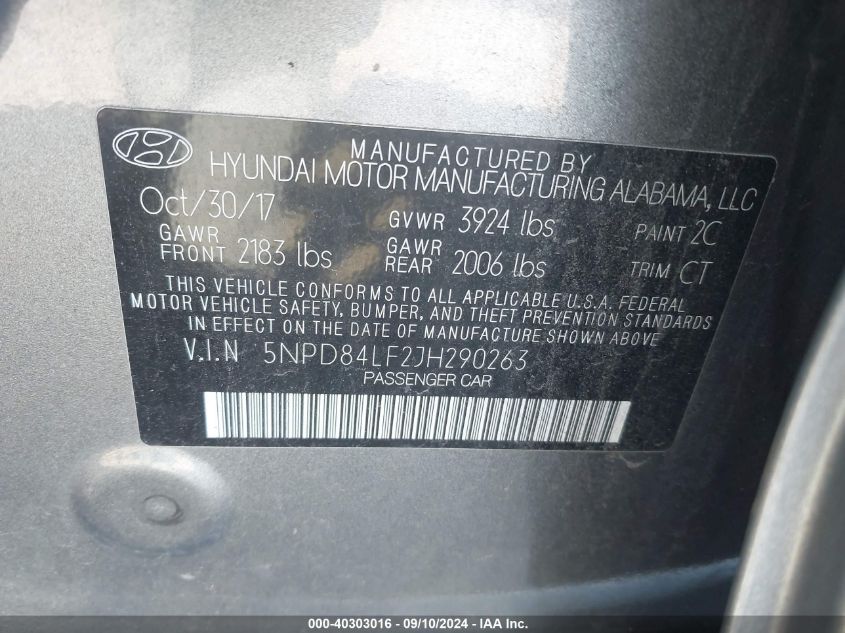 MANUFACTURED BY
HYUNDAI MOTOR MANUFACTURING ALABAMA, LLC
Oct/30/17 GVWR 3924 lbs PAINT 2C
GAWR FRONT 2183 lbs GAWR REAR 2006 lbs TRIM CT
THIS VEHICLE CONFORMS TO ALL APPLICABLE U.S.A. FEDERAL
MOTOR VEHICLE SAFETY, BUMPER, AND THEFT PREVENTION STANDARDS
IN EFFECT ON THE DATE OF MANUFACTURE SHOWN ABOVE
V.I.N 5NPD84LF2JH290263
PASSENGER CAR
000-40303016 - 09/10/2024 - IAA Inc.